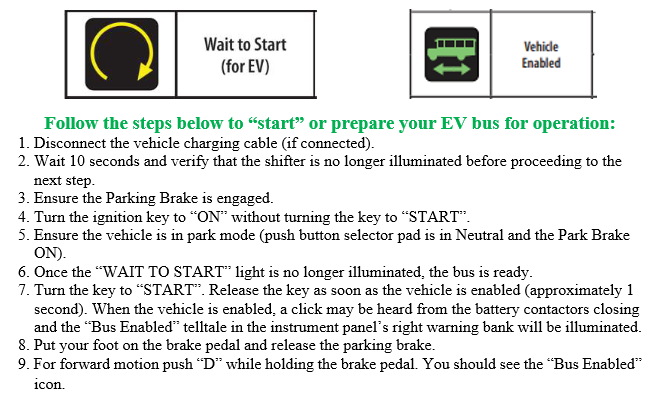 Wait to Start
(for EV)
Vehicle
Enabled
Follow the steps below to “start” or prepare your EV bus for operation:
1. Disconnect the vehicle charging cable (if connected).
2. Wait 10 seconds and verify that the shifter is no longer illuminated before proceeding to the
next step.
3. Ensure the Parking Brake is engaged.
4. Turn the ignition key to “ON” without turning the key to “START”.
5. Ensure the vehicle is in park mode (push button selector pad is in Neutral and the Park Brake
ON).
6. Once the “WAIT TO START” light is no longer illuminated, the bus is ready.
7. Turn the key to “START”. Release the key as soon as the vehicle is enabled (approximately 1
second). When the vehicle is enabled, a click may be heard from the battery contactors closing
and the “Bus Enabled” telltale in the instrument panel’s right warning bank will be illuminated.
8. Put your foot on the brake pedal and release the parking brake.
9. For forward motion push “D” while holding the brake pedal. You should see the “Bus Enabled”
icon.